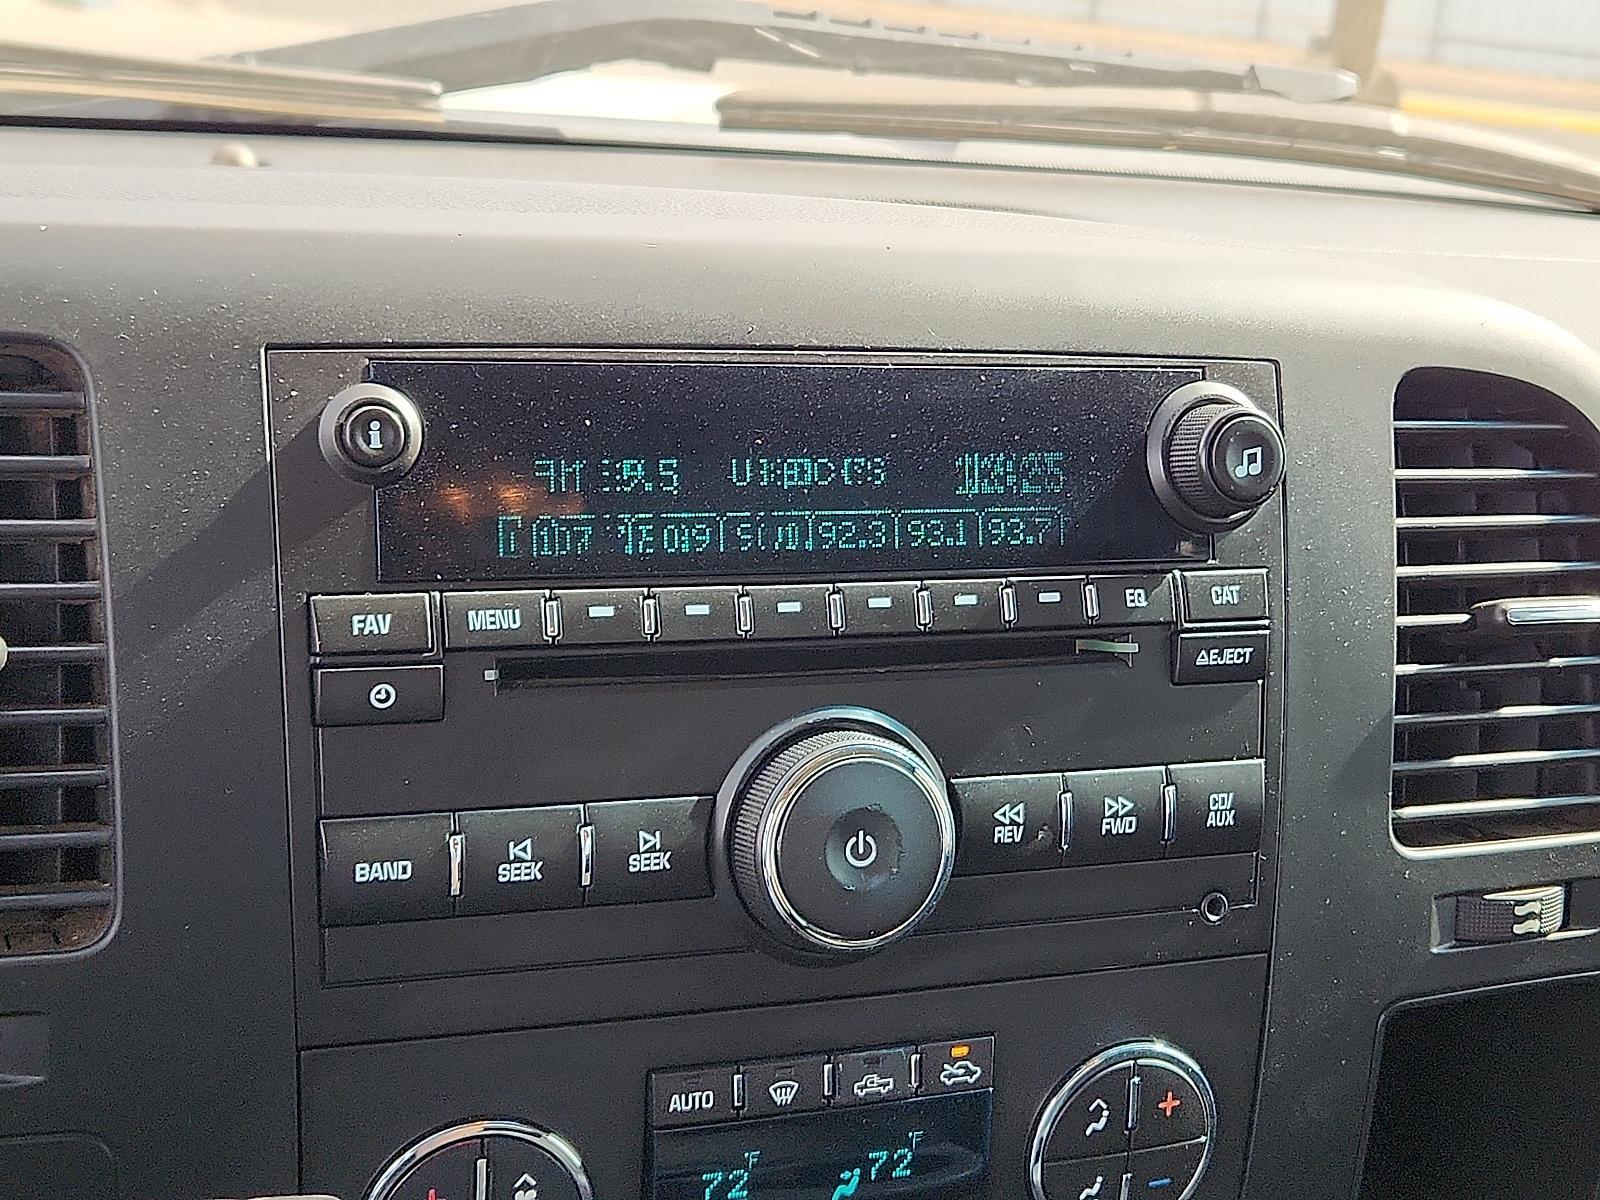 92.3 93.1 93.7
FAV MENU EQ CAT
EJECT
BAND SEEK SEEK REV FWD CD/AUX
AUTO
72°F 72°F